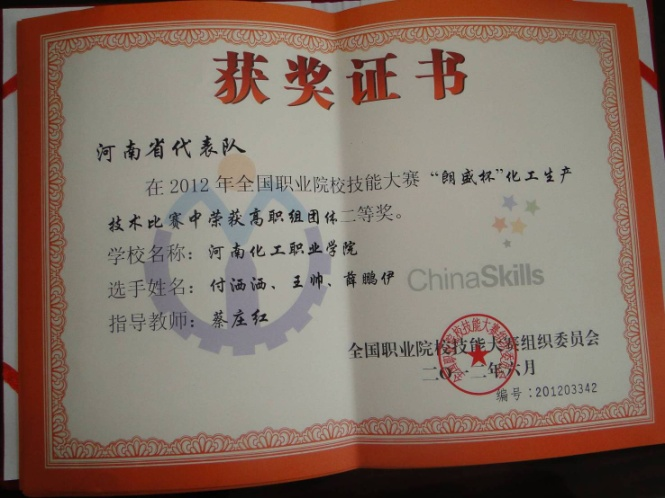 获奖证书
河南省代表队
在2012年全国职业院校技能大赛“朗盛杯”化工生产
技术比赛中荣获高职组团体二等奖。
学校名称：河南化工职业学院
选手姓名：付洒洒、王帅、薛鹏伊
指导教师：蔡庄红
ChinaSkills
全国职业院校技能大赛组织委员会
二〇一二年六月
编号：201203342